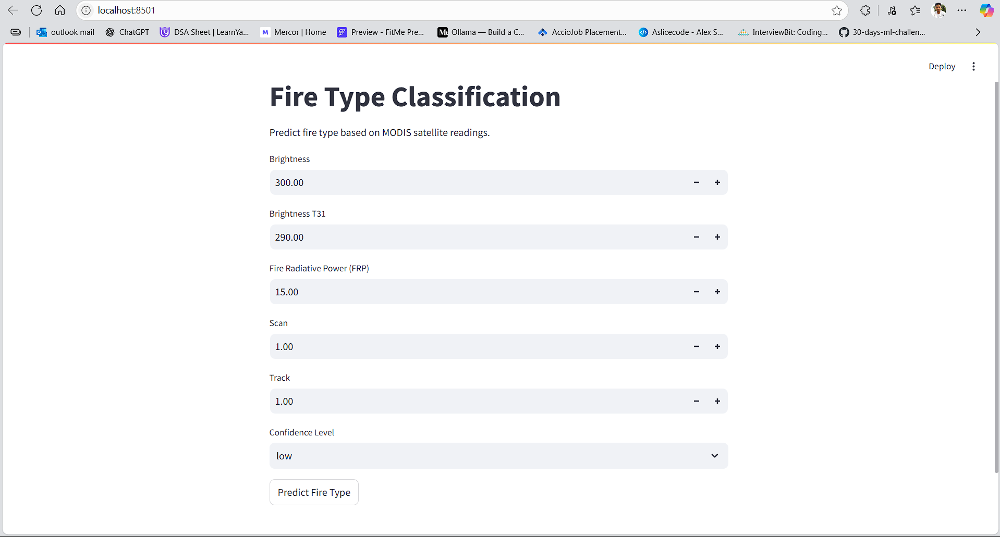 localhost:8501
outlook mail ChatGPT DSA Sheet | LearnYa... M Mercor | Home Preview - FitMe Pre... Ollama — Build a C... AccioJob Placement... Aslicecode - Alex S... InterviewBit: Coding... 30-days-ml-challen...
Deploy
Fire Type Classification
Predict fire type based on MODIS satellite readings.
Brightness
300.00
Brightness T31
290.00
Fire Radiative Power (FRP)
15.00
Scan
1.00
Track
1.00
Confidence Level
low
Predict Fire Type